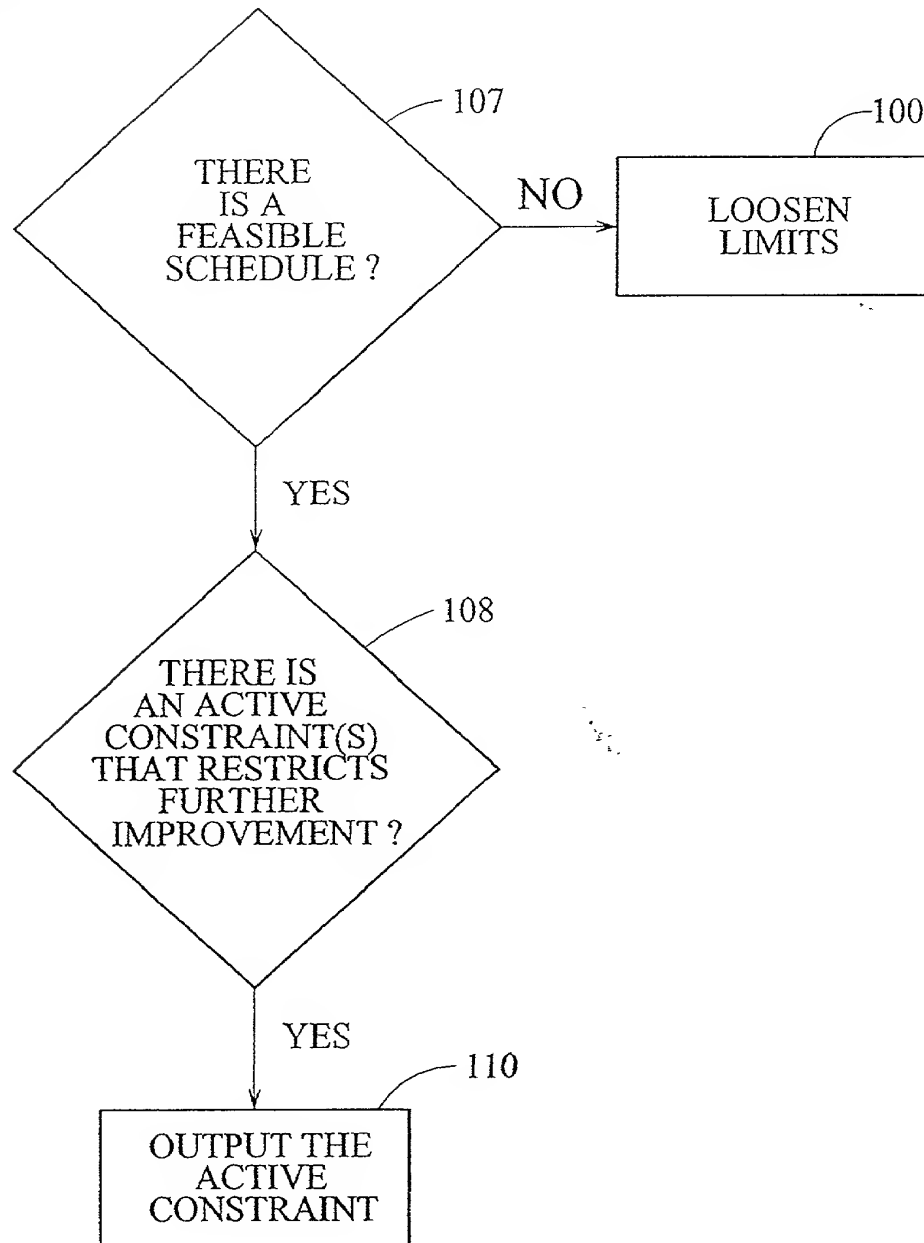 107
THERE
IS A
FEASIBLE
SCHEDULE ?
NO
100
LOOSEN
LIMITS
YES
108
THERE IS
AN ACTIVE
CONSTRAINT(S)
THAT RESTRICTS
FURTHER
IMPROVEMENT ?
YES
110
OUTPUT THE
ACTIVE
CONSTRAINT